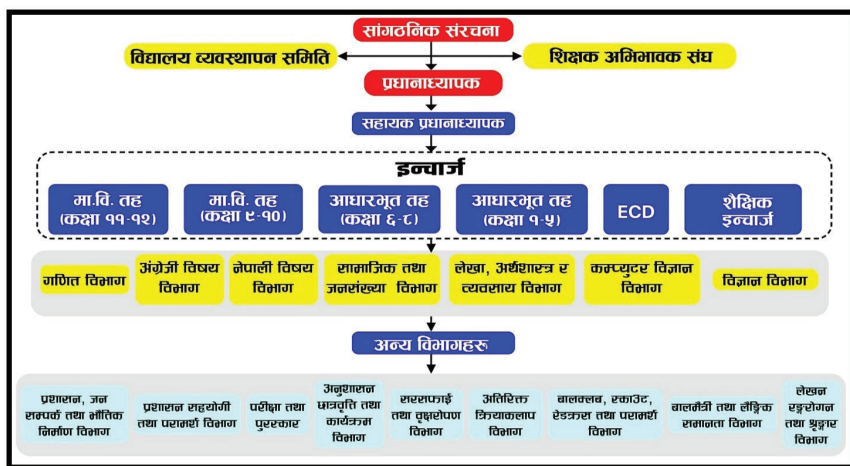 सांगठनिक संरचना
विद्यालय व्यवस्थापन समिति
शिक्षक अभिभावक संघ
प्रधानाध्यापक
सहायक प्रधानाध्यापक
इन्चार्ज
मा.वि. तह
(कक्षा ११-१२)
मा.वि. तह
(कक्षा ९-१०)
आधारभूत तह
(कक्षा ६-८)
आधारभूत तह
(कक्षा १-५)
ECD
शैक्षिक
इन्चार्ज
गणित विभाग
अंग्रेजी विषय
विभाग
नेपाली विषय
विभाग
सामाजिक तथा
जनसंख्या विभाग
लेखा, अर्थशास्त्र र
व्यवसाय विभाग
कम्प्युटर विज्ञान
विभाग
विज्ञान विभाग
अन्य विभागहरू
प्रशासन, जन
सम्पर्क तथा भौतिक
निर्माण विभाग
प्रशासन सहयोगी
तथा परामर्श विभाग
परीक्षा तथा
पुरस्कार
अनुशासन
छात्रवृत्ति तथा
कार्यक्रम
विभाग
सरसफाई
तथा वृक्षरोपण
विभाग
अतिरिक्त
क्रियाकलाप
विभाग
बालक्लब, स्काउट,
रेडक्रस तथा परामर्श
विभाग
बालमैत्री तथा लैङ्गिक
समानता विभाग
लेखन
रङ्गरोगन
तथा श्रृङ्गार
विभाग